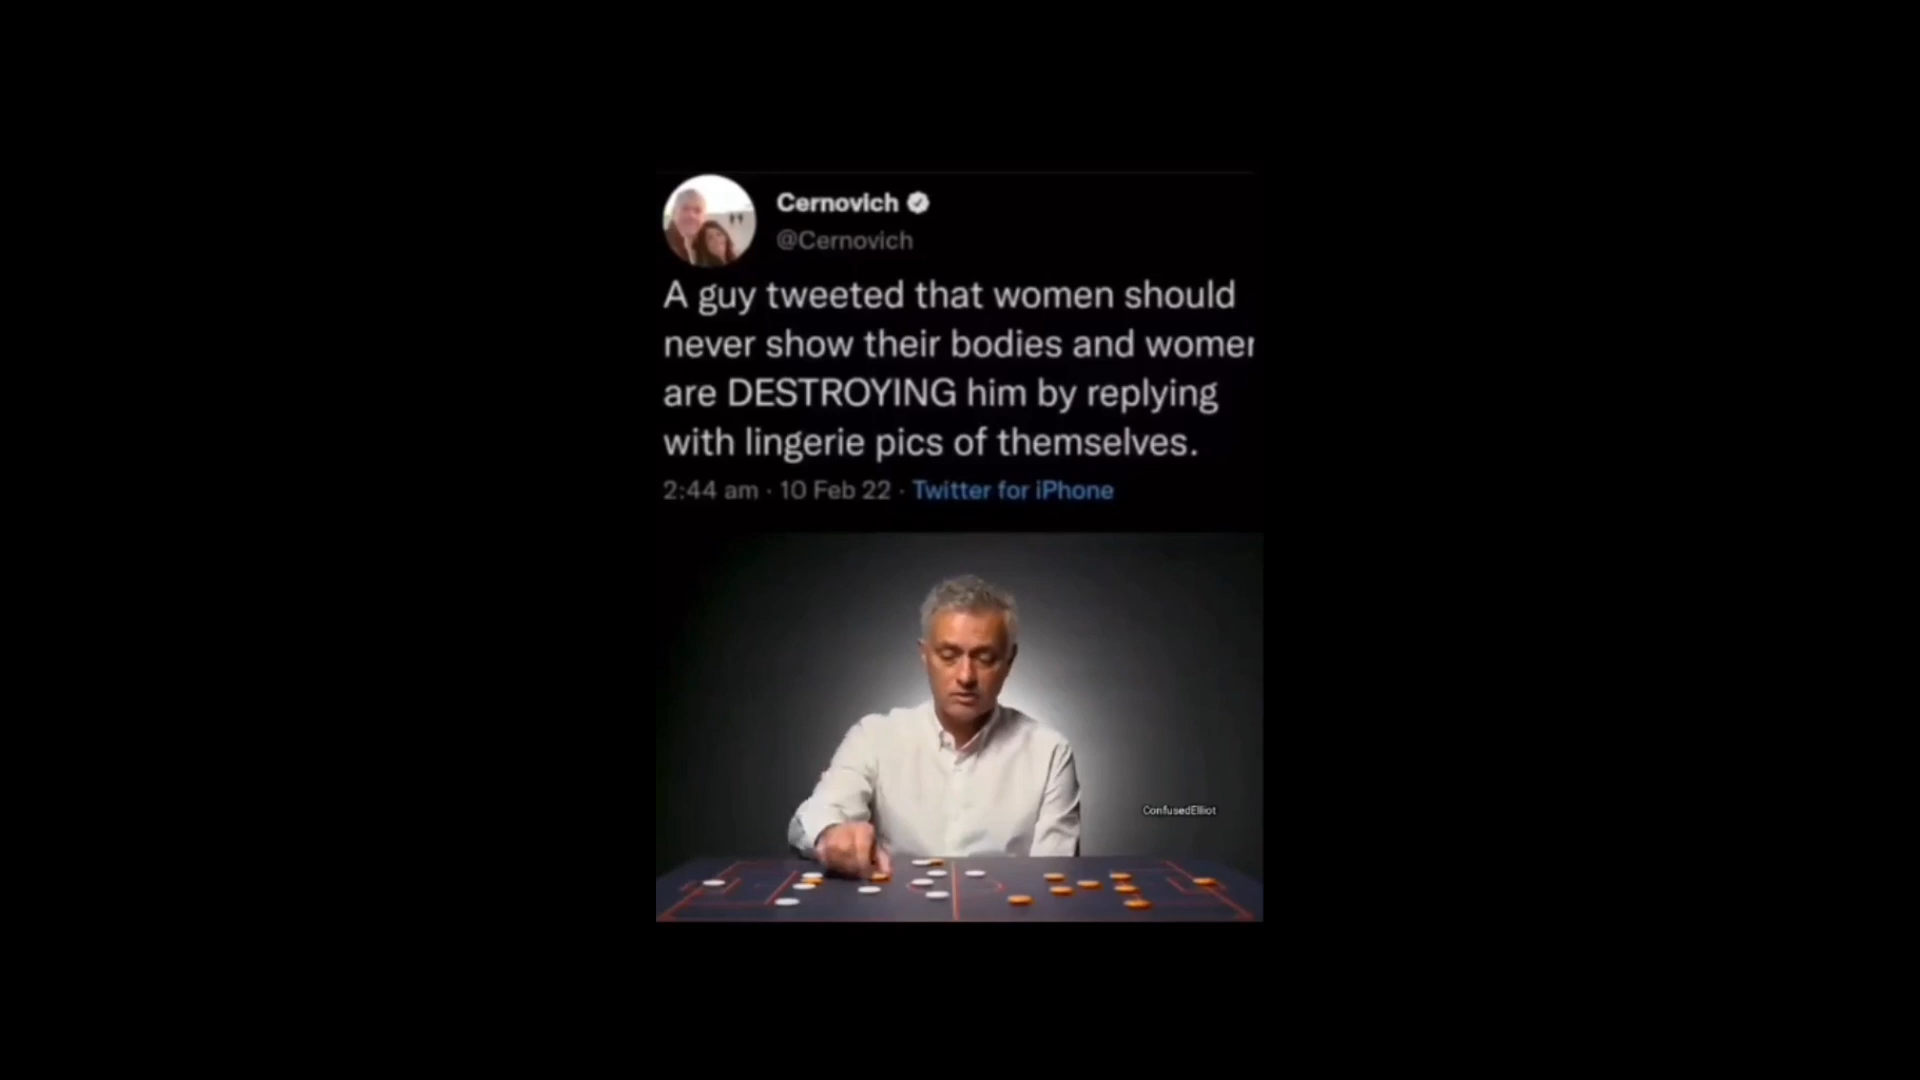 Cernovich
@Cernovich
A guy tweeted that women should
never show their bodies and women
are DESTROYING him by replying
with lingerie pics of themselves.
2:44 am · 10 Feb 22 · Twitter for iPhone
ConfusedElliot